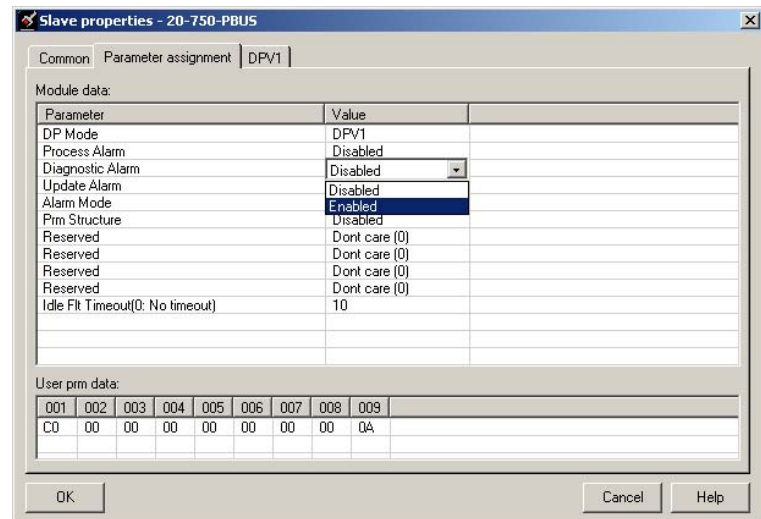 Slave properties - 20-750-PBUS
Common Parameter assignment DPV1
Module data:
Parameter Value
DP Mode DPV1
Process Alarm Disabled
Diagnostic Alarm Disabled
Update Alarm Disabled
Alarm Mode Enabled
Prm Structure Disabled
Reserved Dont care (0)
Reserved Dont care (0)
Reserved Dont care (0)
Reserved Dont care (0)
Idle Flt Timeout(0: No timeout) 10
User prm data:
001 002 003 004 005 006 007 008 009
C0 00 00 00 00 00 00 00 0A
OK Cancel Help